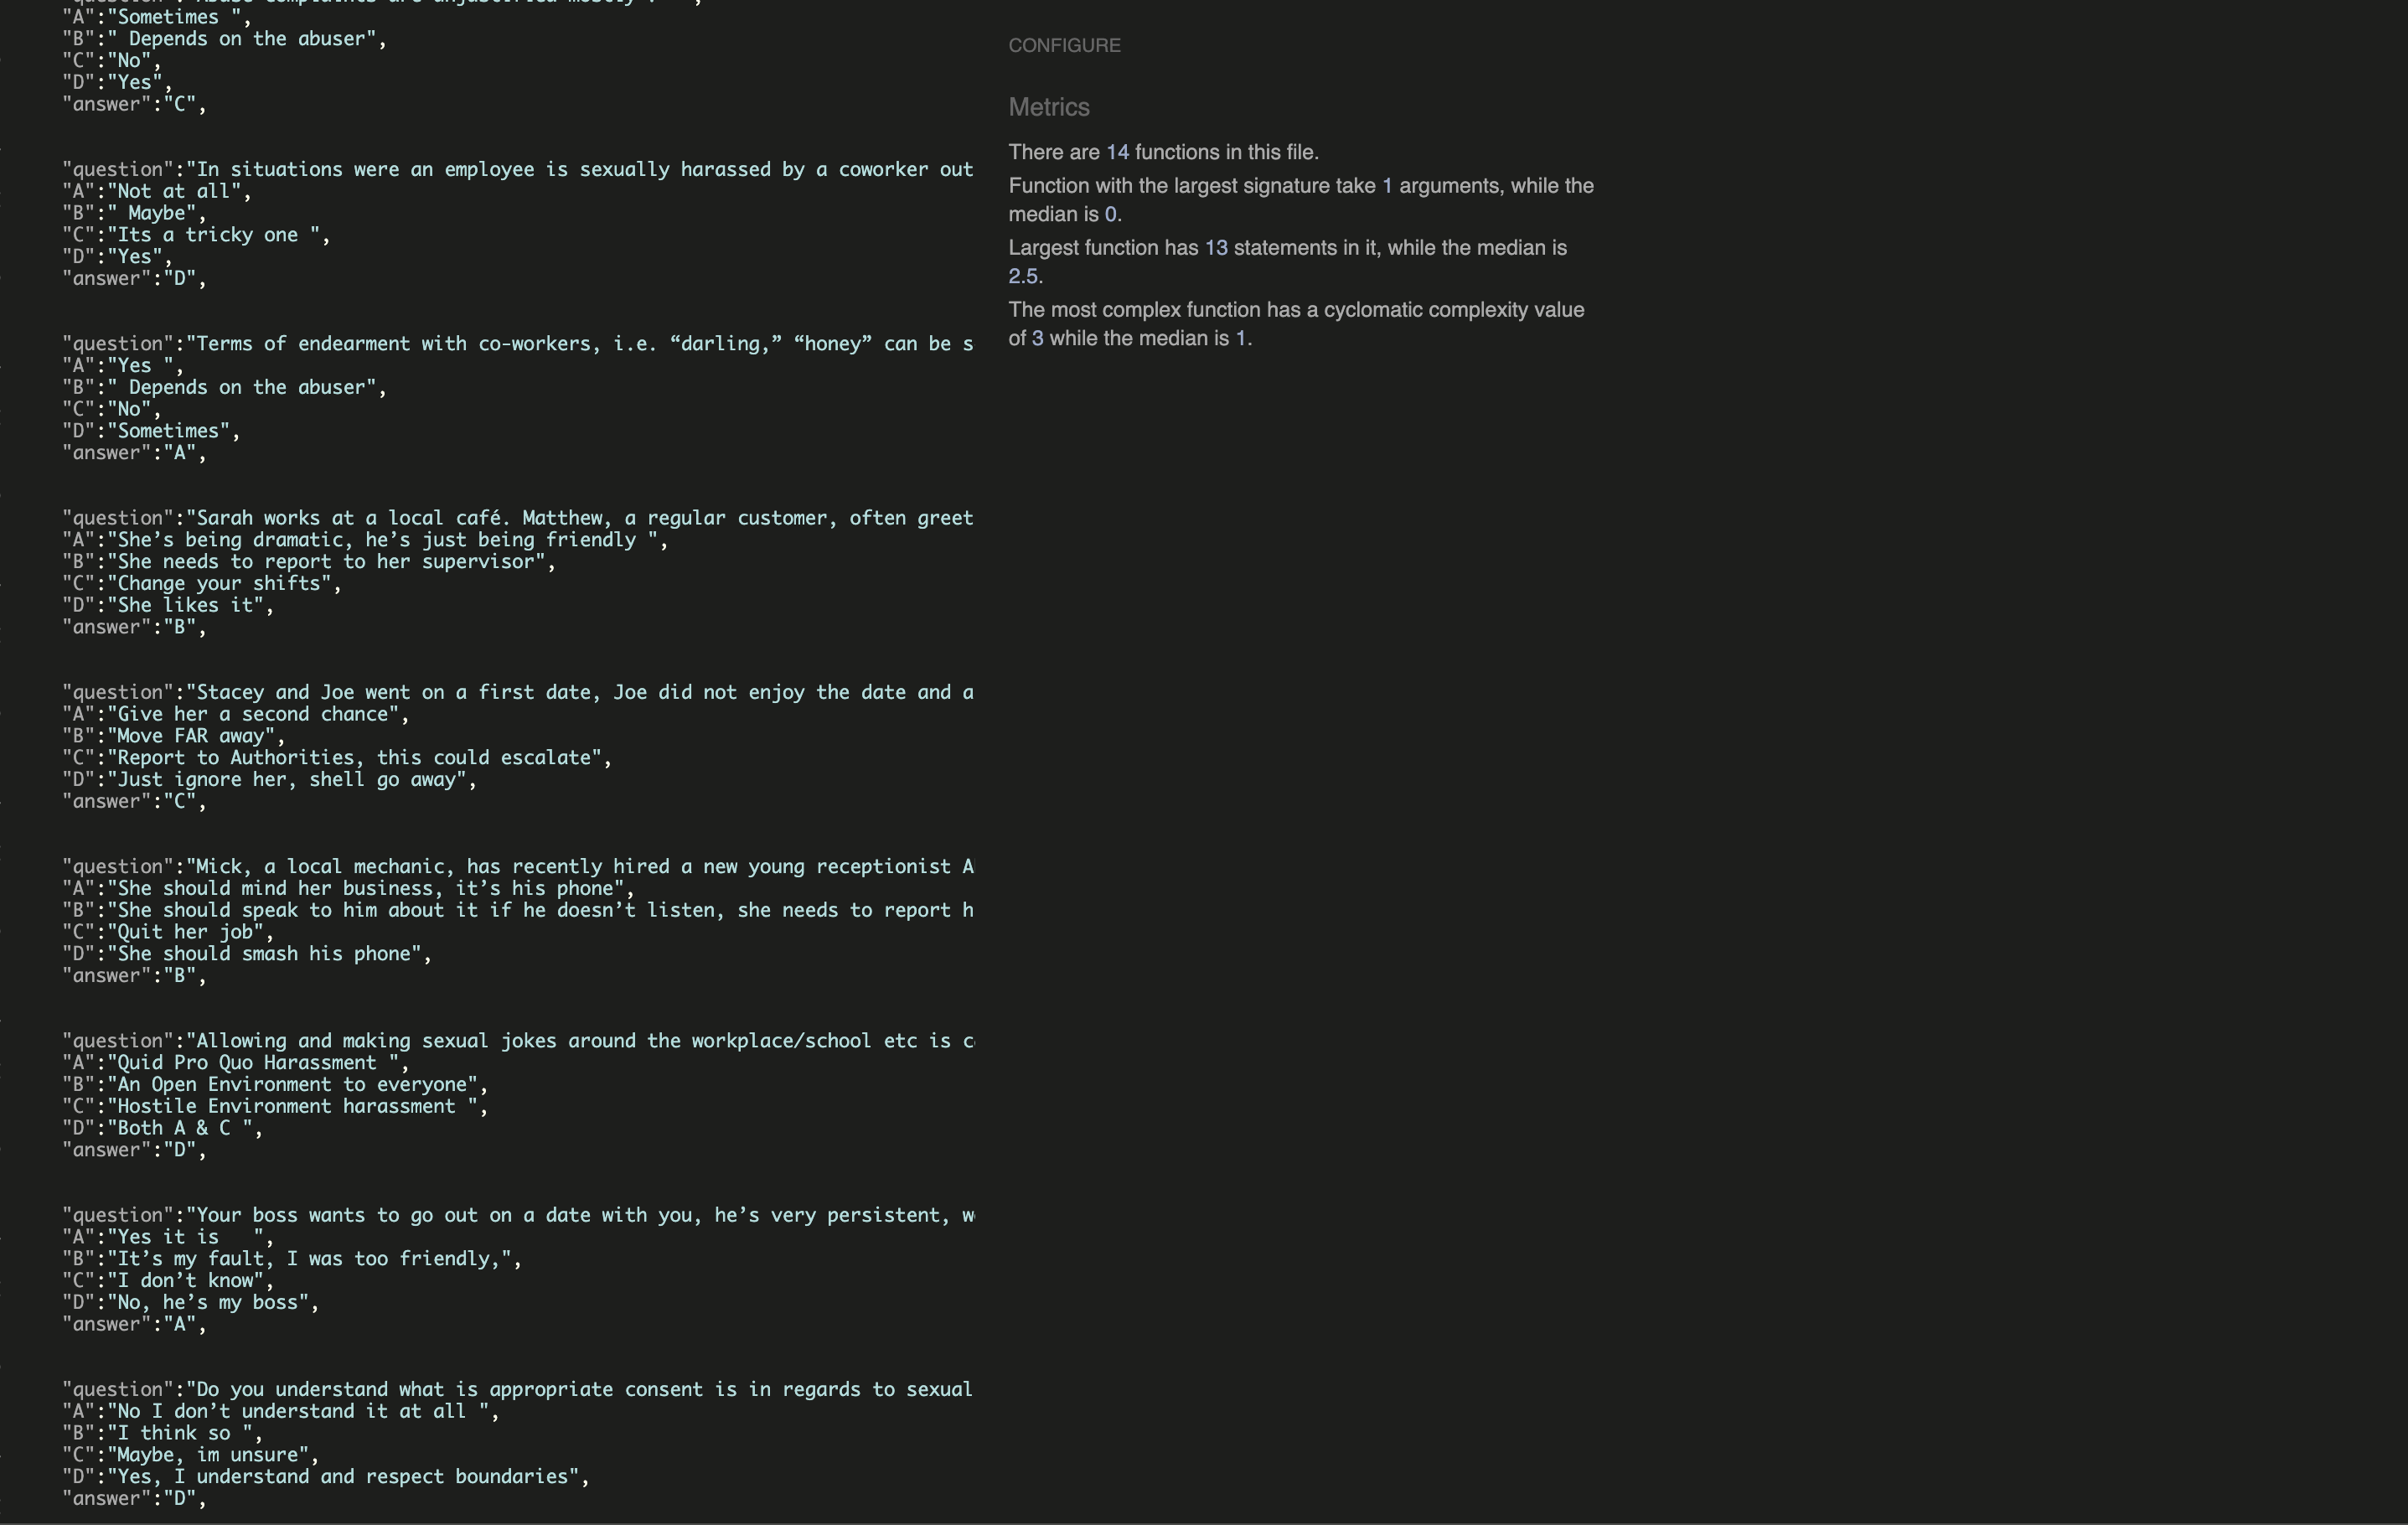 "question":"Abuse complaints are unjustified mostly
"A":"Sometimes ",
"B":" Depends on the abuser",
"C":"No",
"D":"Yes",
"answer":"C",
"question":"In situations were an employee is sexually harassed by a coworker out
"A":"Not at all",
"B":" Maybe",
"C":"Its a tricky one ",
"D":"Yes",
"answer":"D",
"question":"Terms of endearment with co-workers, i.e. “darling,” “honey” can be s
"A":"Yes ",
"B":" Depends on the abuser",
"C":"No",
"D":"Sometimes",
"answer":"A",
"question":"Sarah works at a local café. Matthew, a regular customer, often greet
"A":"She’s being dramatic, he’s just being friendly ",
"B":"She needs to report to her supervisor",
"C":"Change your shifts",
"D":"She likes it",
"answer":"B",
"question":"Stacey and Joe went on a first date, Joe did not enjoy the date and a
"A":"Give her a second chance",
"B":"Move FAR away",
"C":"Report to Authorities, this could escalate",
"D":"Just ignore her, shell go away",
"answer":"C",
"question":"Mick, a local mechanic, has recently hired a new young receptionist A
"A":"She should mind her business, it’s his phone",
"B":"She should speak to him about it if he doesn’t listen, she needs to report h
"C":"Quit her job",
"D":"She should smash his phone",
"answer":"B",
"question":"Allowing and making sexual jokes around the workplace/school etc is c
"A":"Quid Pro Quo Harassment ",
"B":"An Open Environment to everyone",
"C":"Hostile Environment harassment ",
"D":"Both A & C ",
"answer":"D",
"question":"Your boss wants to go out on a date with you, he’s very persistent, w
"A":"Yes it is   ",
"B":"It’s my fault, I was too friendly,",
"C":"I don’t know",
"D":"No, he’s my boss",
"answer":"A",
"question":"Do you understand what is appropriate consent is in regards to sexual
"A":"No I don’t understand it at all ",
"B":"I think so ",
"C":"Maybe, im unsure",
"D":"Yes, I understand and respect boundaries",
"answer":"D",
CONFIGURE
Metrics
There are 14 functions in this file.
Function with the largest signature take 1 arguments, while the
median is 0.
Largest function has 13 statements in it, while the median is
2.5.
The most complex function has a cyclomatic complexity value
of 3 while the median is 1.